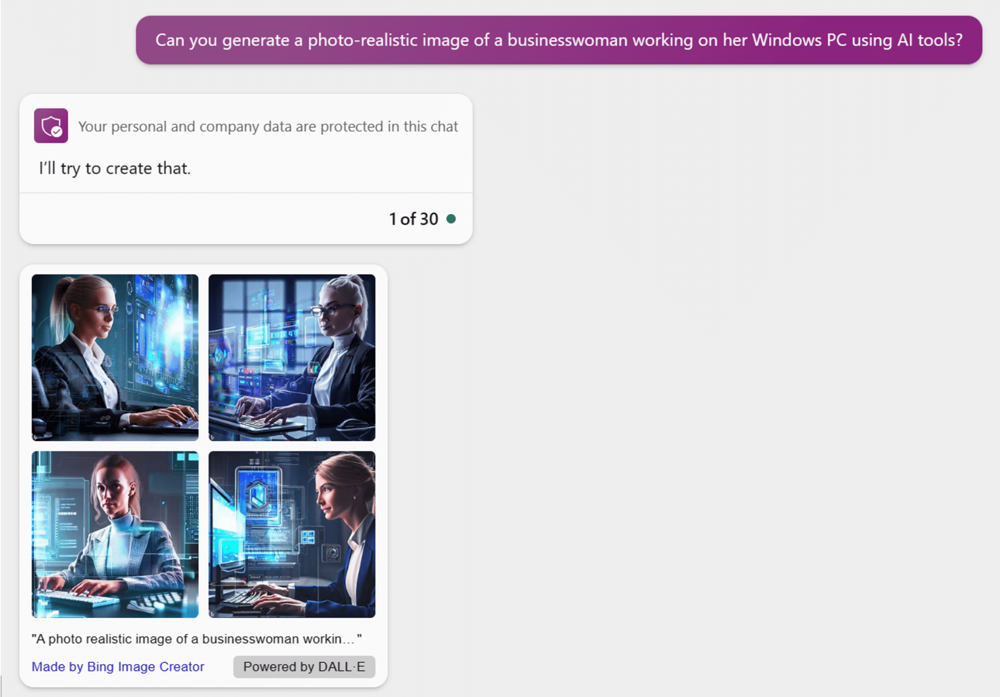 Can you generate a photo-realistic image of a businesswoman working on her Windows PC using AI tools?
Your personal and company data are protected in this chat
I’ll try to create that.
1 of 30
"A photo realistic image of a businesswoman workin… "
Made by Bing Image Creator
Powered by DALL·E